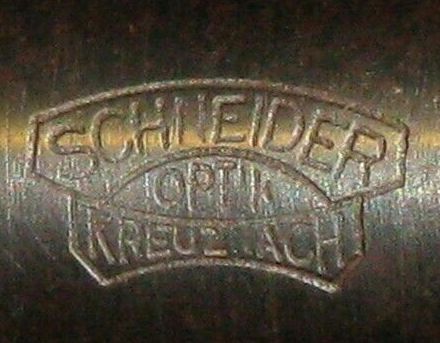 SCHNEIDER
OPTIK
KREUZNACH